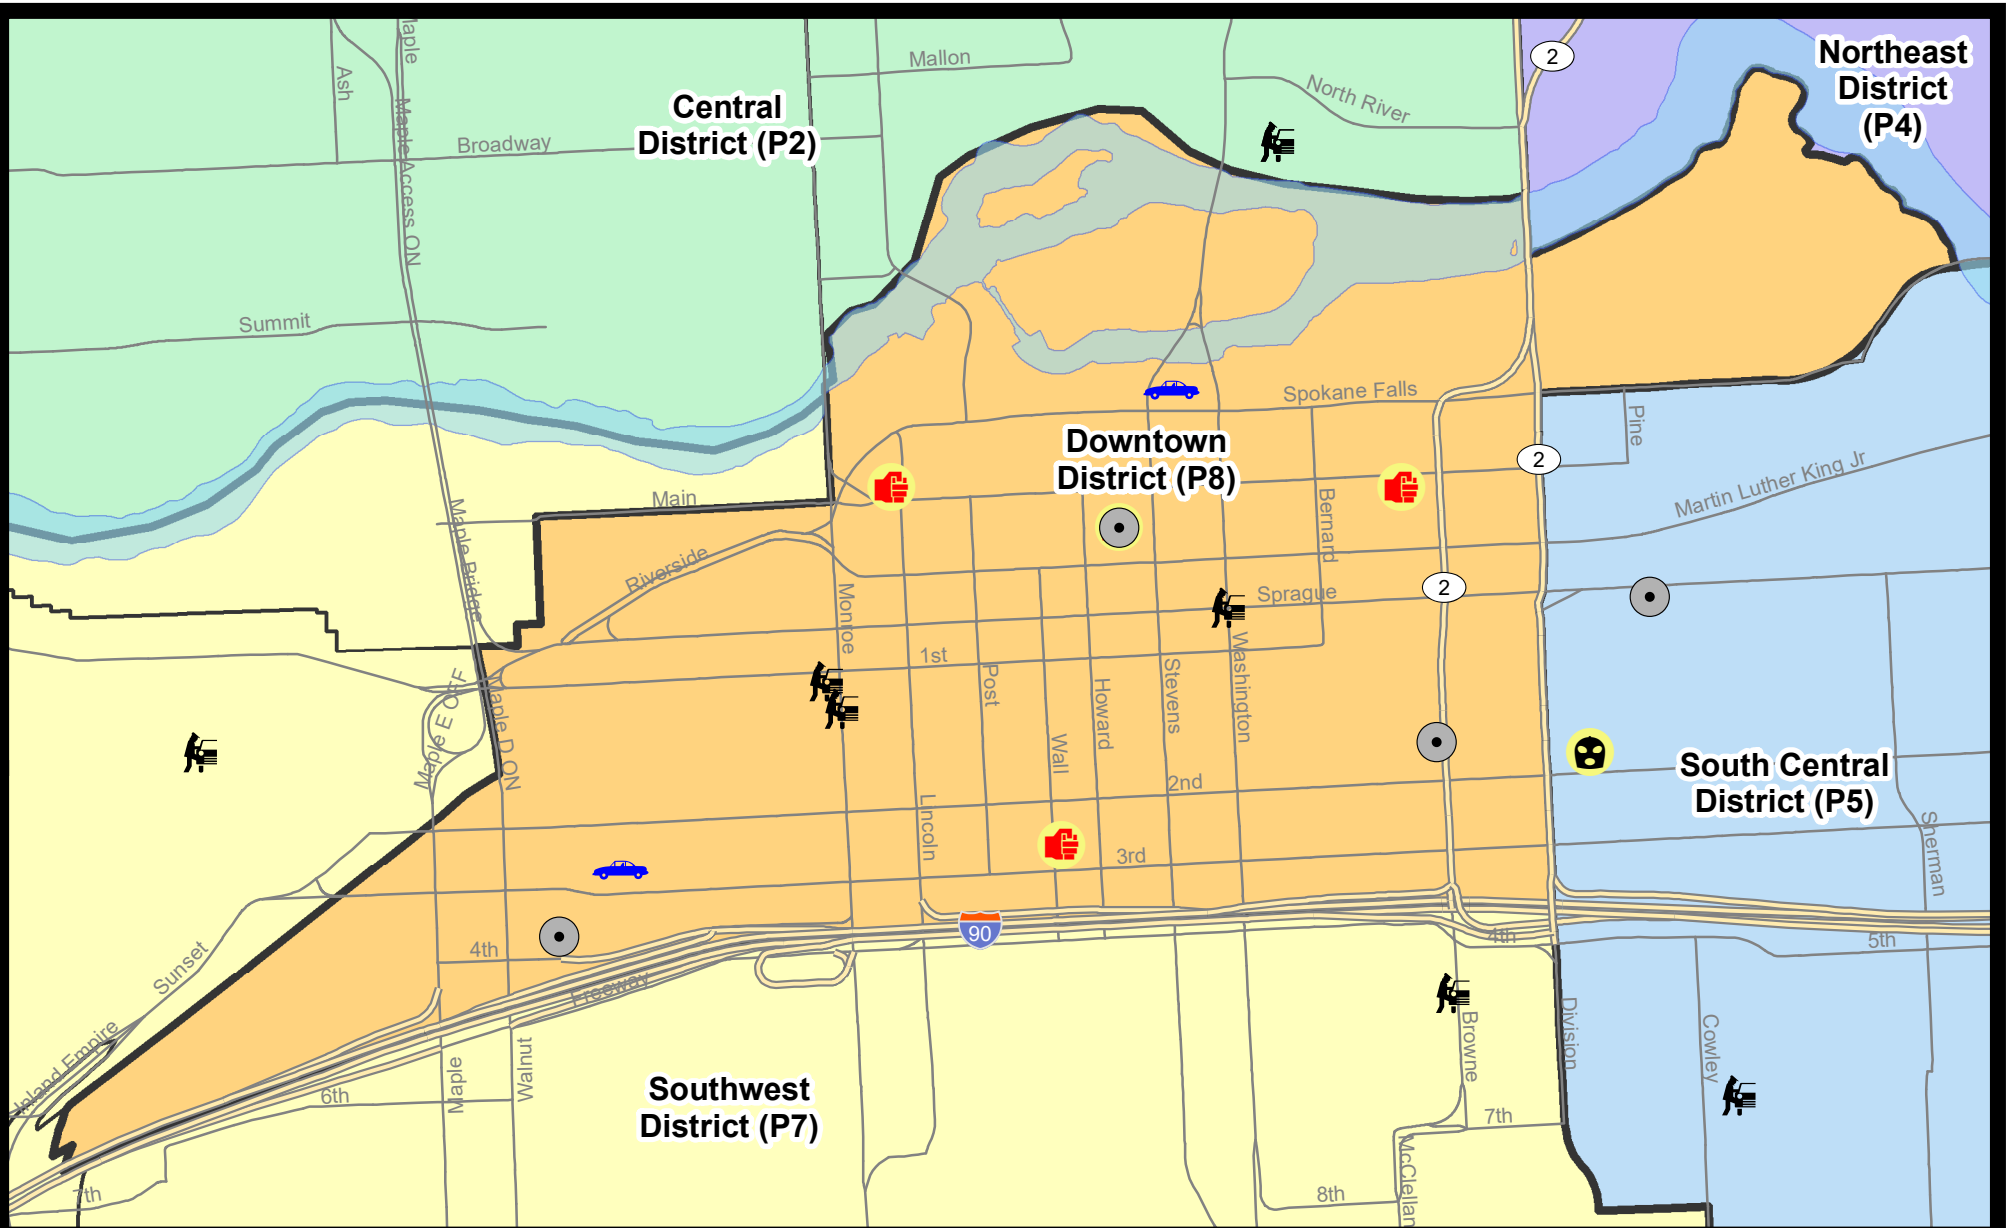 Maple
Mallon
2
Northeast
District
(P4)
Ash
Central
District (P2)
North River
Broadway
Maple Access ON
Summit
Spokane Falls
Pine
Downtown
District (P8)
2
Martin Luther King Jr
Main
Bernard
Maple Bridge
Riverside
Monroe
Sprague
2
1st
Post
Howard
Stevens
Washington
Maple E OFF
Maple D ON
Wall
2nd
South Central
District (P5)
Lincoln
3rd
Sherman
90
4th
4th
5th
Sunset
Freeway
Inland Empire
Browne
Division
Cowley
Maple
Walnut
6th
Southwest
District (P7)
7th
McClellan
7th
8th